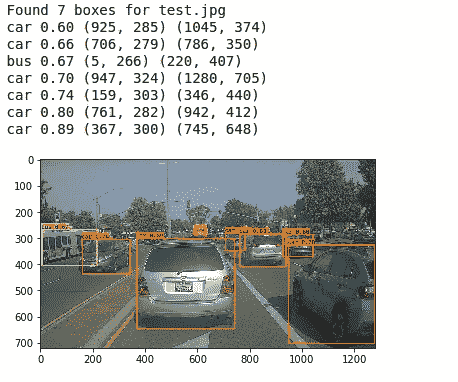 Found 7 boxes for test.jpg
car 0.60 (925, 285) (1045, 374)
car 0.66 (706, 279) (786, 350)
bus 0.67 (5, 266) (220, 407)
car 0.70 (947, 324) (1280, 705)
car 0.74 (159, 303) (346, 440)
car 0.80 (761, 282) (942, 412)
car 0.89 (367, 300) (745, 648)
0
100
200
300
400
500
600
700
0 200 400 600 800 1000 1200